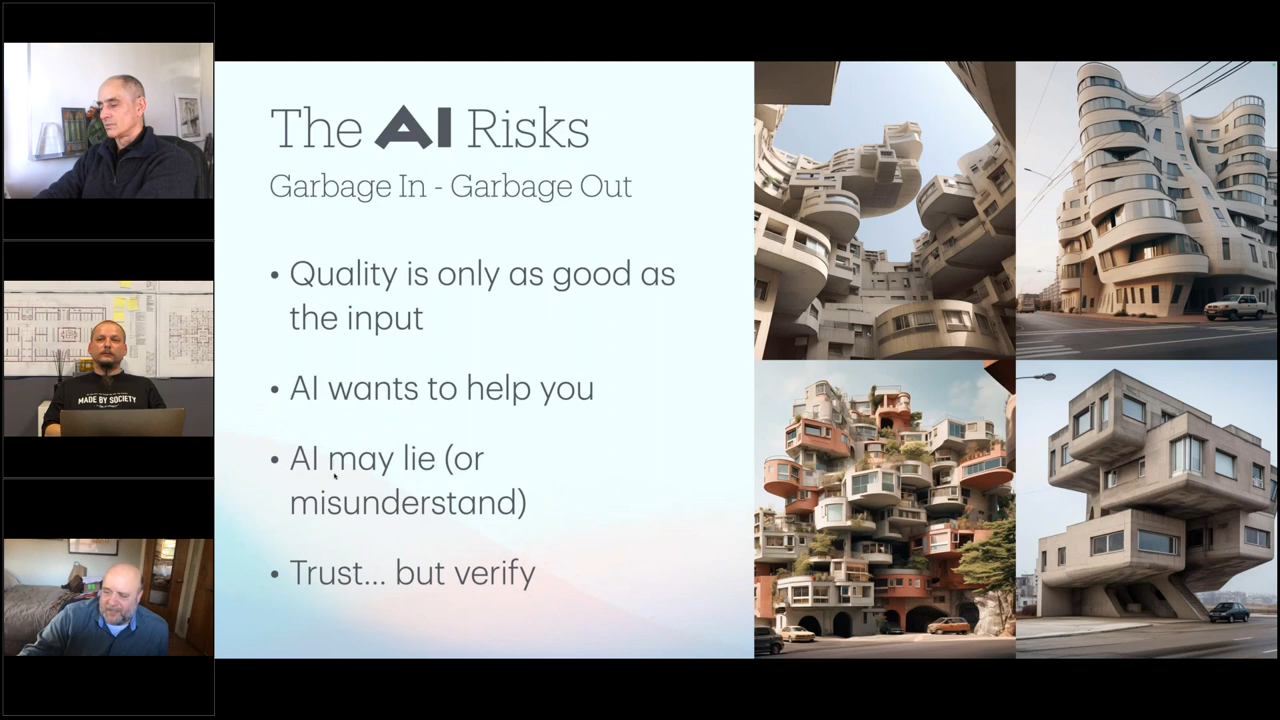 The AI Risks
Garbage In - Garbage Out
• Quality is only as good as
the input
• AI wants to help you
• AI may lie (or
misunderstand)
• Trust... but verify
MADE BY SOCIETY